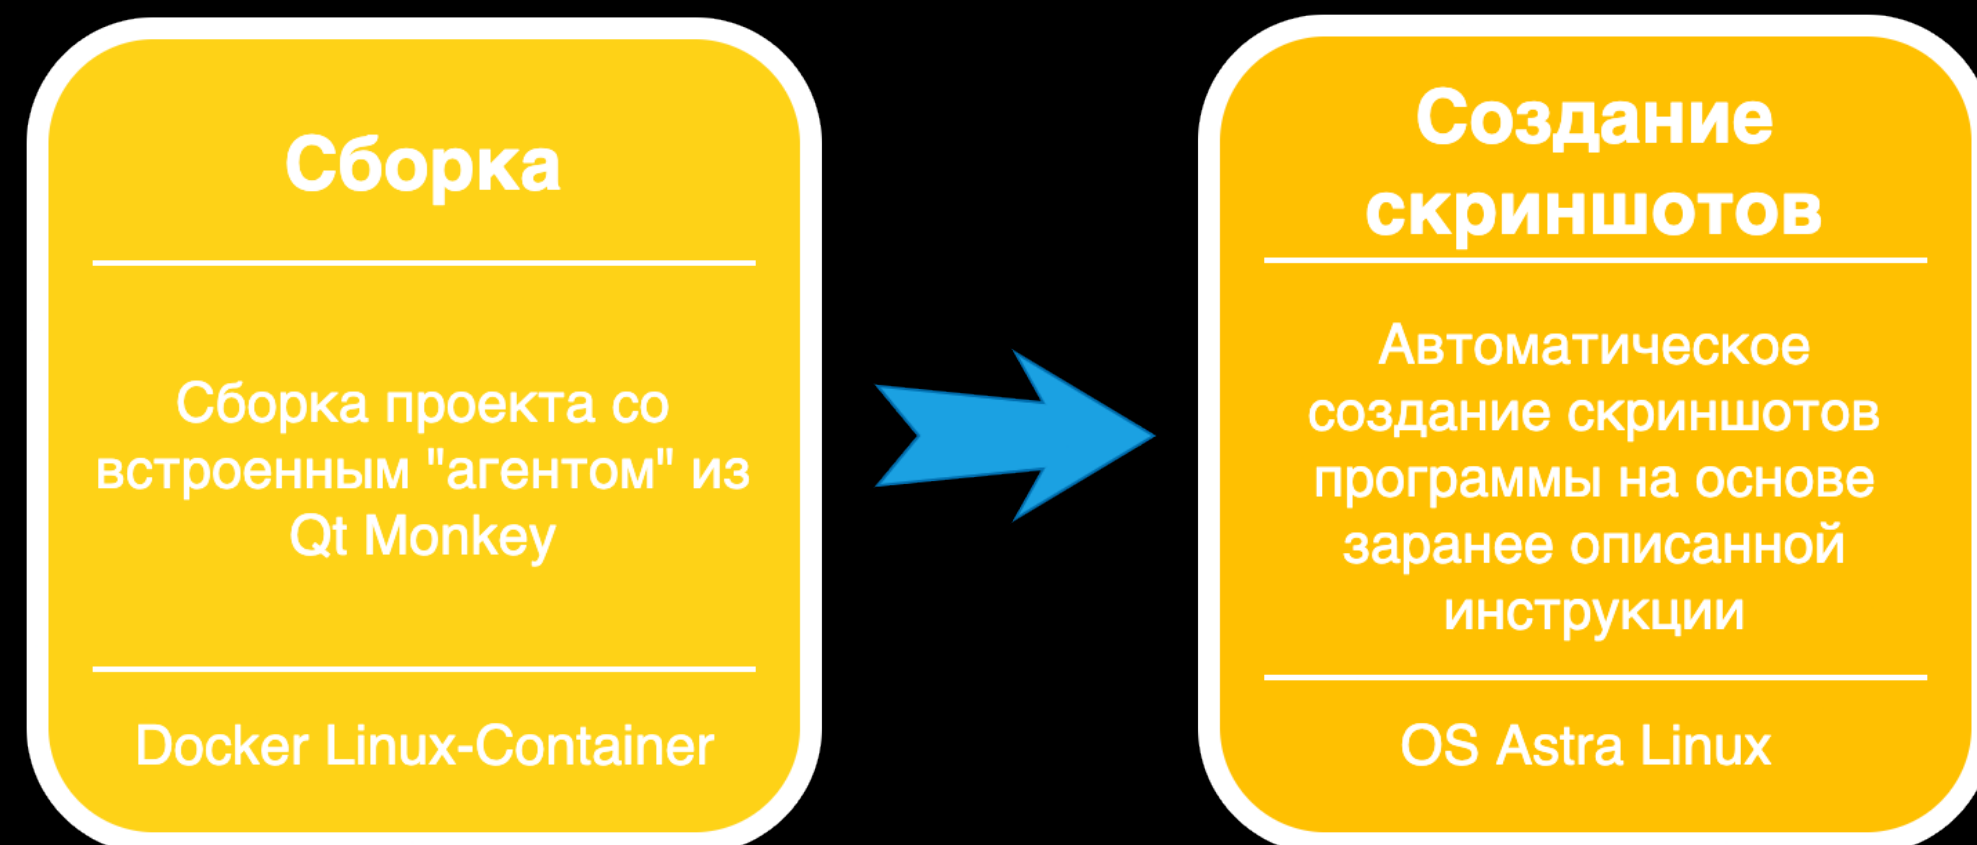 Сборка
Сборка проекта со
встроенным "агентом" из
Qt Monkey
Docker Linux-Container
Создание
скриншотов
Автоматическое
создание скриншотов
программы на основе
заранее описанной
инструкции
OS Astra Linux